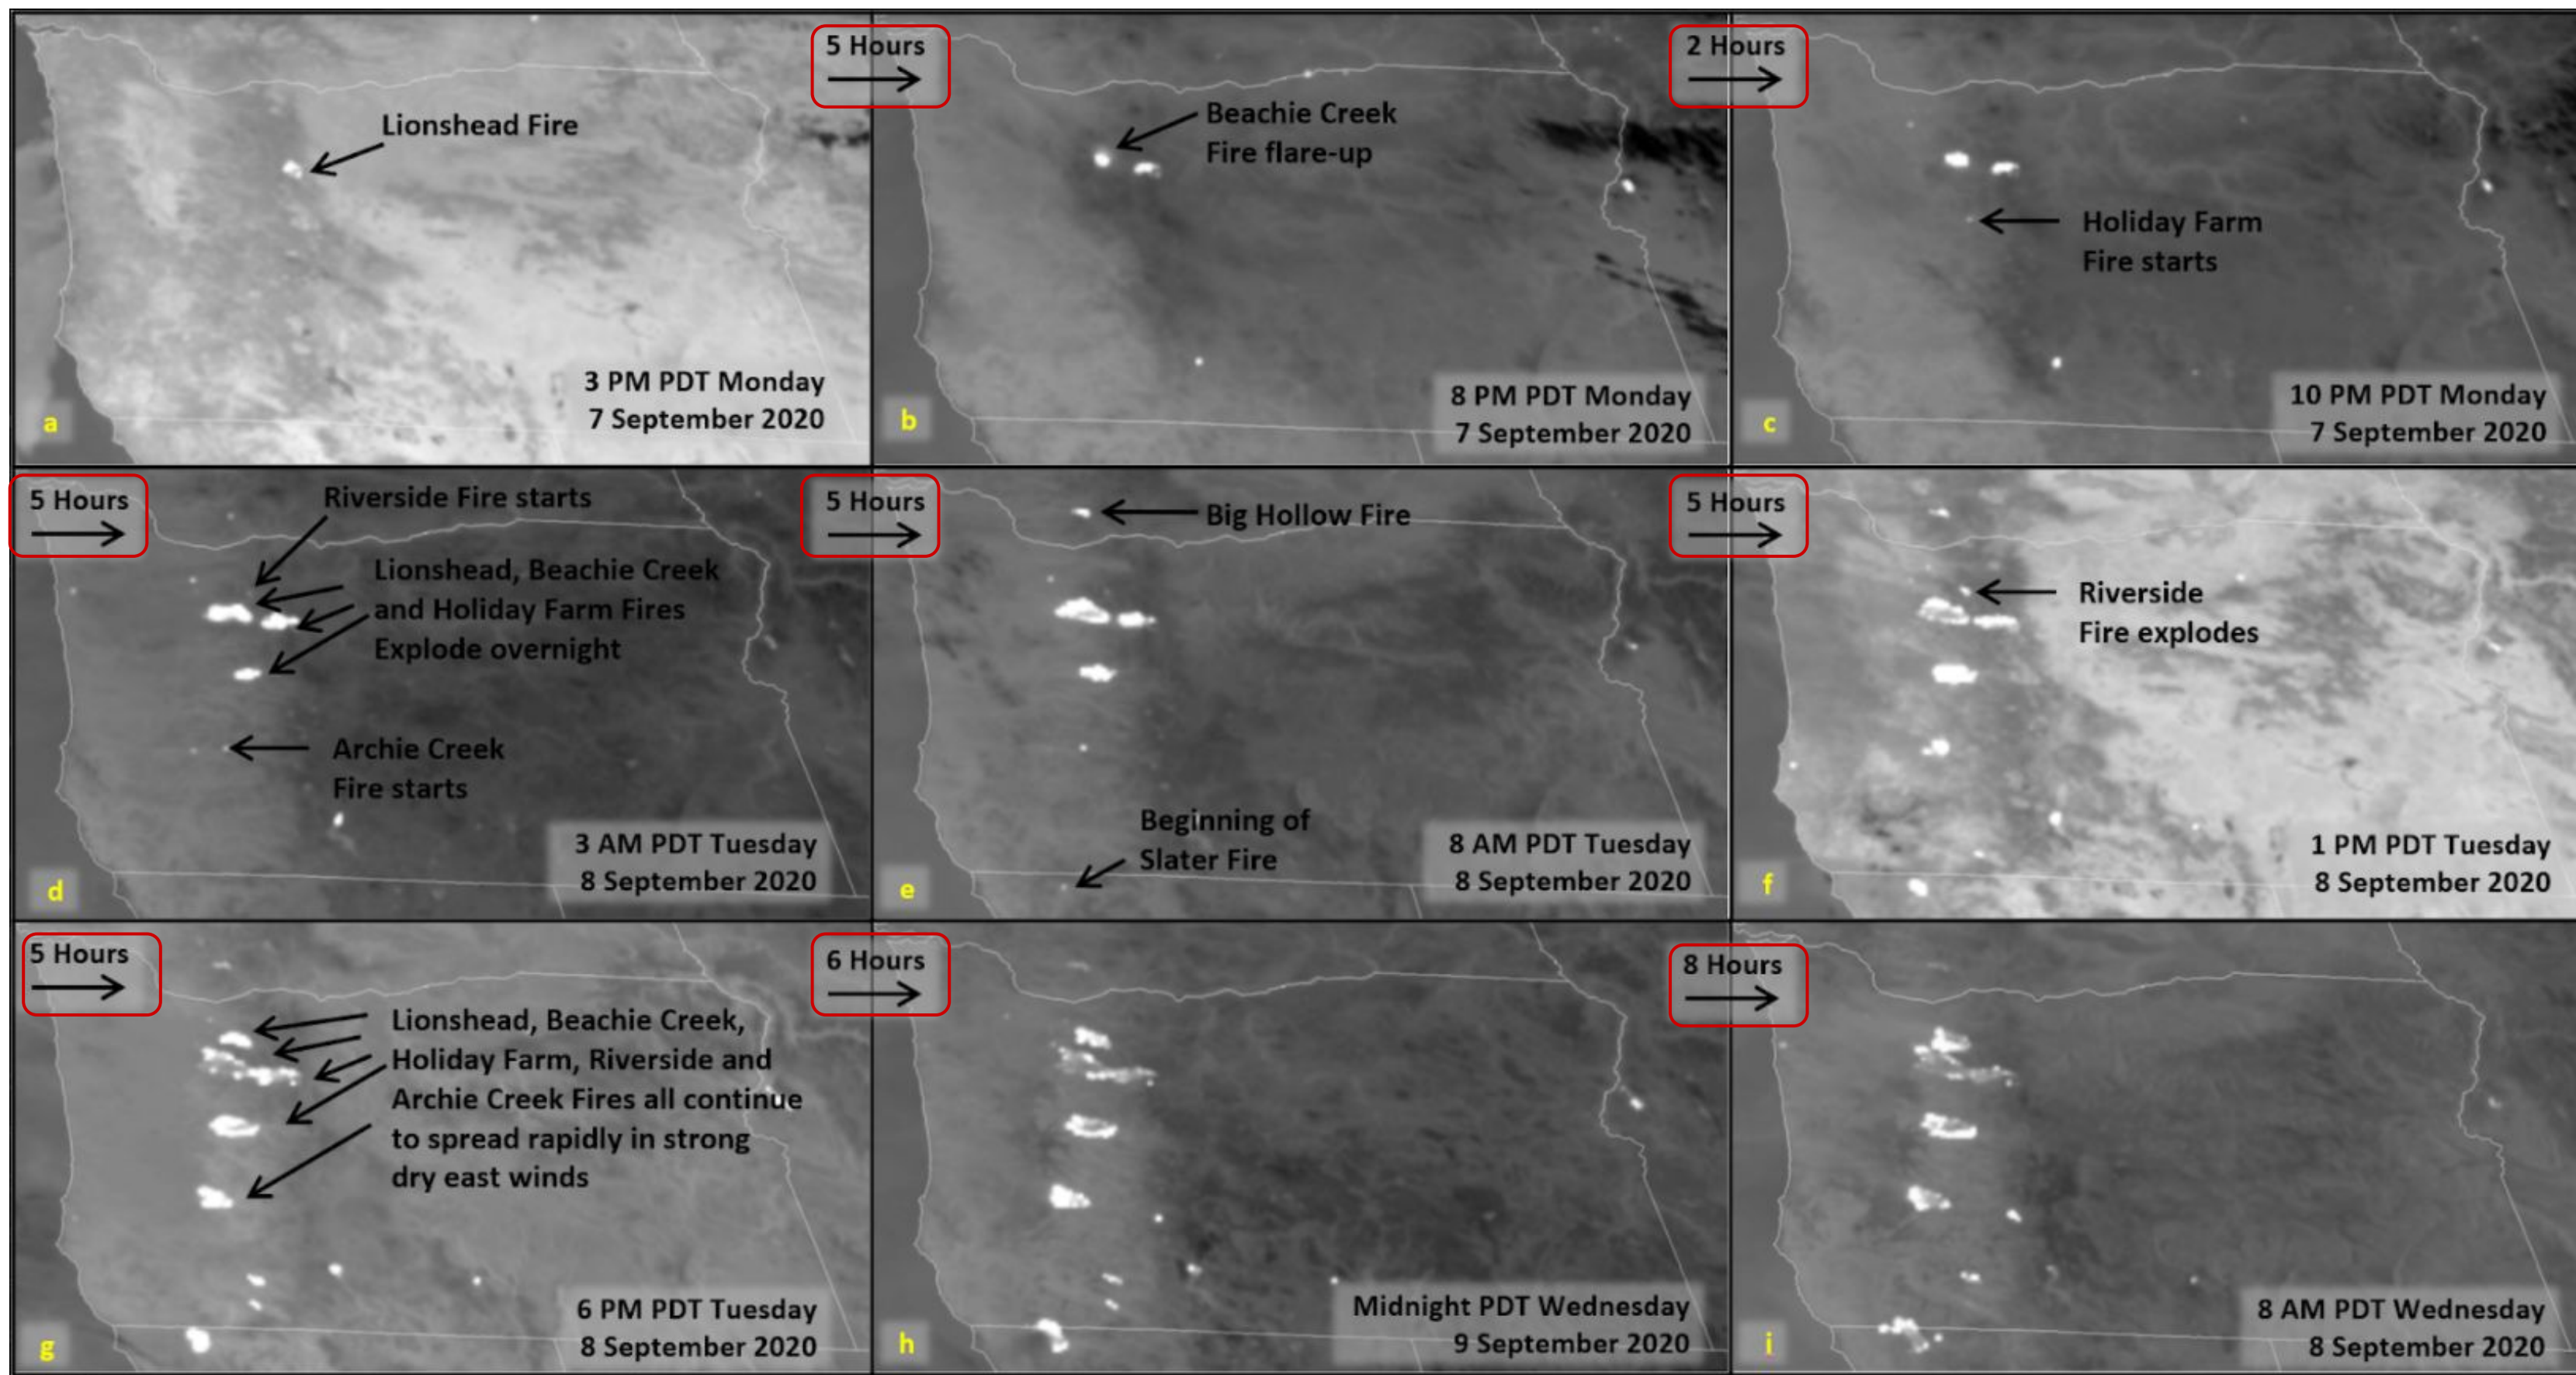 Lionshead Fire
3 PM PDT Monday
7 September 2020
a
5 Hours
Beachie Creek
Fire flare-up
8 PM PDT Monday
7 September 2020
b
2 Hours
Holiday Farm
Fire starts
10 PM PDT Monday
7 September 2020
c
5 Hours
Riverside Fire starts
Lionshead, Beachie Creek
and Holiday Farm Fires
Explode overnight
Archie Creek
Fire starts
3 AM PDT Tuesday
8 September 2020
d
5 Hours
Big Hollow Fire
Beginning of
Slater Fire
8 AM PDT Tuesday
8 September 2020
e
5 Hours
Riverside
Fire explodes
1 PM PDT Tuesday
8 September 2020
f
5 Hours
Lionshead, Beachie Creek,
Holiday Farm, Riverside and
Archie Creek Fires all continue
to spread rapidly in strong
dry east winds
6 PM PDT Tuesday
8 September 2020
g
6 Hours
Midnight PDT Wednesday
9 September 2020
h
8 Hours
8 AM PDT Wednesday
8 September 2020
i